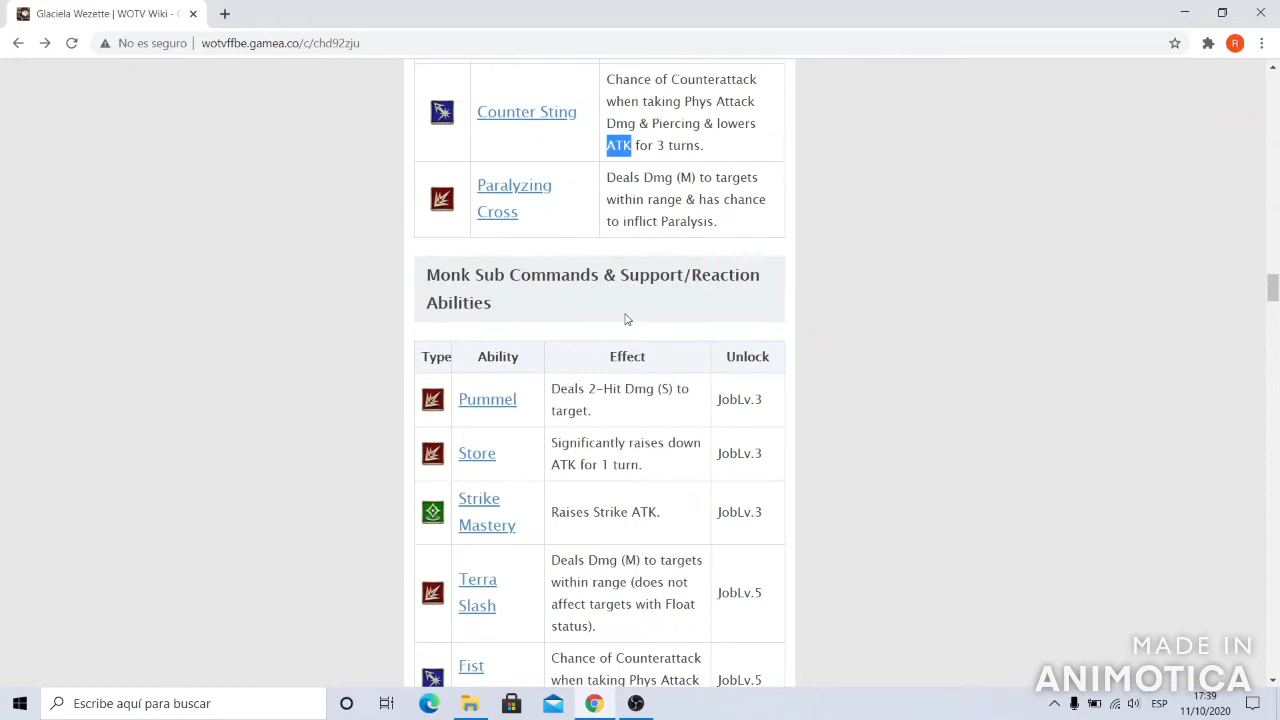 Glaciela Wezette | WOTV Wiki - G
No es seguro
wotvffbe.gamea.co/c/chd92zju
R
Counter Sting
Chance of Counterattack
when taking Phys Attack
Dmg & Piercing & lowers
ATK for 3 turns.
Paralyzing
Cross
Deals Dmg (M) to targets
within range & has chance
to inflict Paralysis.
Monk Sub Commands & Support/Reaction
Abilities
Type Ability Effect Unlock
Pummel
Deals 2-Hit Dmg (S) to
target.
JobLv.3
Store
Significantly raises down
ATK for 1 turn.
JobLv.3
Strike
Mastery
Raises Strike ATK.
JobLv.3
Terra
Slash
Deals Dmg (M) to targets
within range (does not
affect targets with Float
status).
JobLv.5
Fist
Chance of Counterattack
when taking Phys Attack
JobLv.5
MADE IN
ANIMOTICA
Escribe aquí para buscar
ESP
17:39
11/10/2020